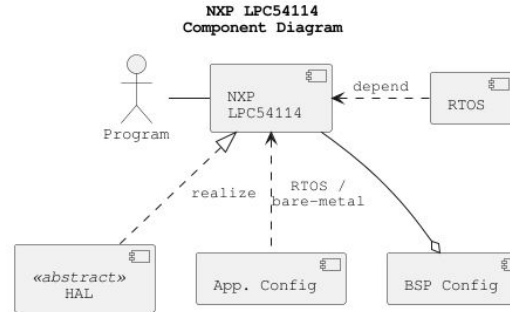 NXP LPC54114
Component Diagram
depend
NXP
LPC54114
RTOS
Program
realize
RTOS /
bare-metal
«abstract»
HAL
App. Config
BSP Config